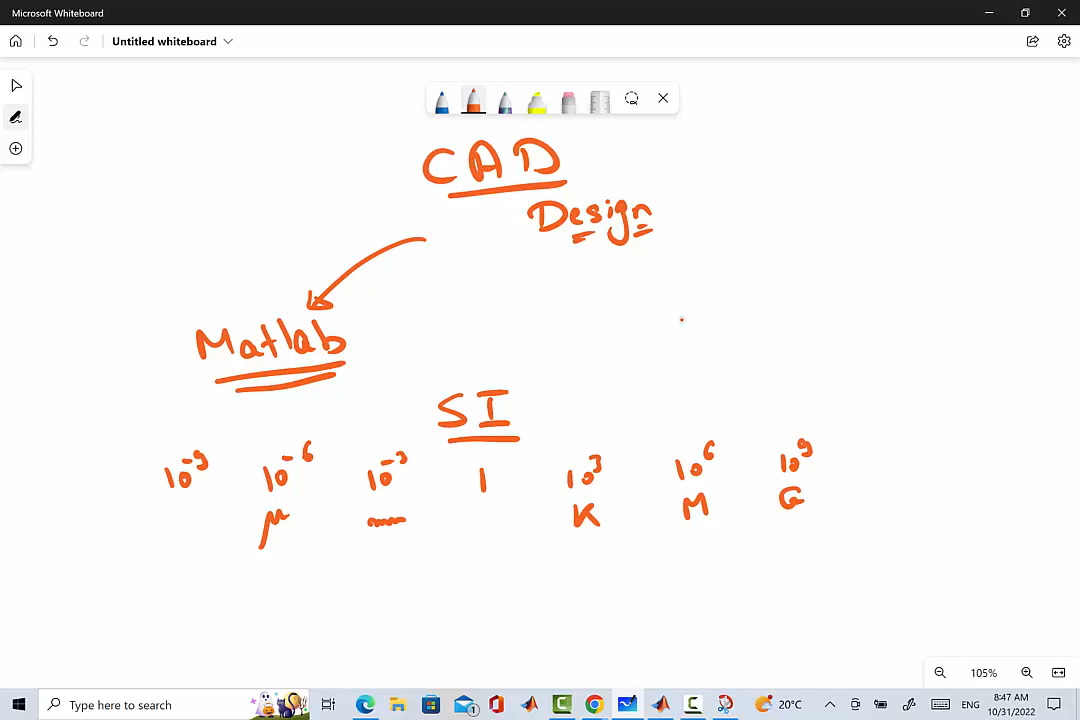 Microsoft Whiteboard
Untitled whiteboard
CAD
Design
Matlab
SI
10⁻⁹ 10⁻⁶ 10⁻³ 1 10³ 10⁶ 10⁹
μ m K M G
105%
Type here to search
1
20°C
ENG
8:47 AM
10/31/2022